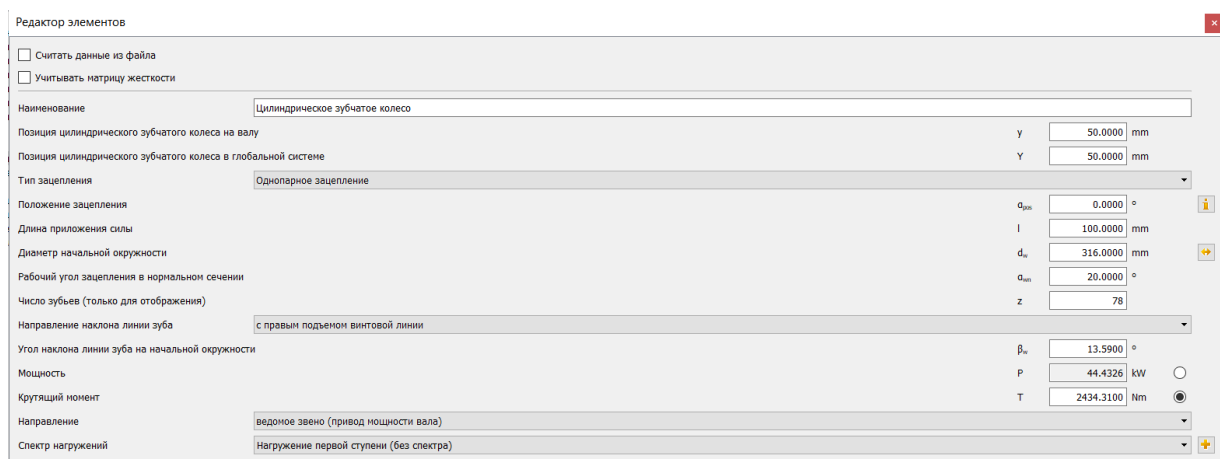 Редактор элементов
Считать данные из файла
Учитывать матрицу жесткости
Наименование Цилиндрическое зубчатое колесо
Позиция цилиндрического зубчатого колеса на валу y 50.0000 mm
Позиция цилиндрического зубчатого колеса в глобальной системе Y 50.0000 mm
Тип зацепления Однопарное зацепление
Положение зацепления α_pos 0.0000 °
Длина приложения силы l 100.0000 mm
Диаметр начальной окружности d_w 316.0000 mm
Рабочий угол зацепления в нормальном сечении α_wn 20.0000 °
Число зубьев (только для отображения) z 78
Направление наклона линии зуба с правым подъемом винтовой линии
Угол наклона линии зуба на начальной окружности β_w 13.5900 °
Мощность P 44.4326 kW
Крутящий момент T 2434.3100 Nm
Направление ведомое звено (привод мощности вала)
Спектр нагружений Нагружение первой ступени (без спектра)